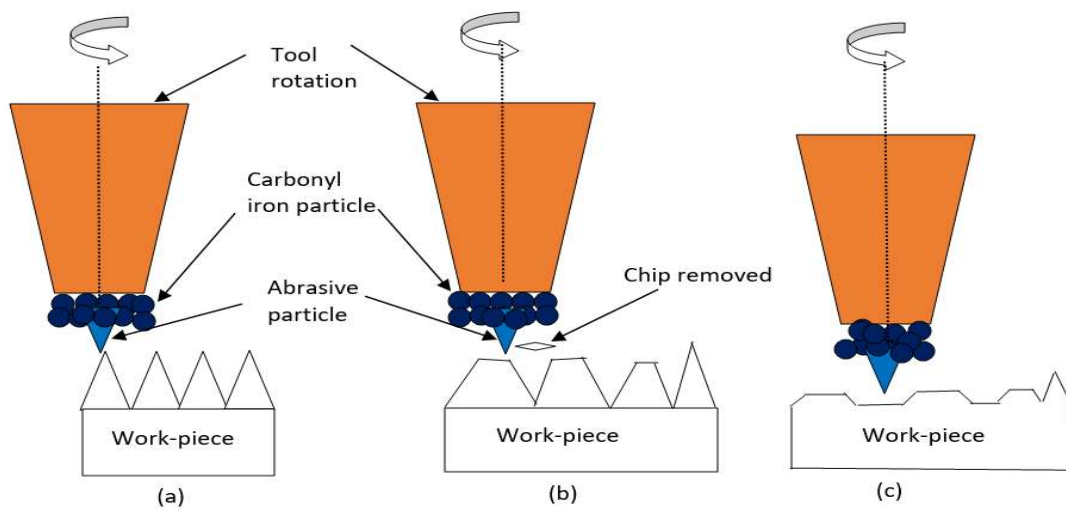 Tool
rotation
Carbonyl
iron particle
Abrasive
particle
Chip removed
Work-piece
Work-piece
Work-piece
(a)
(b)
(c)